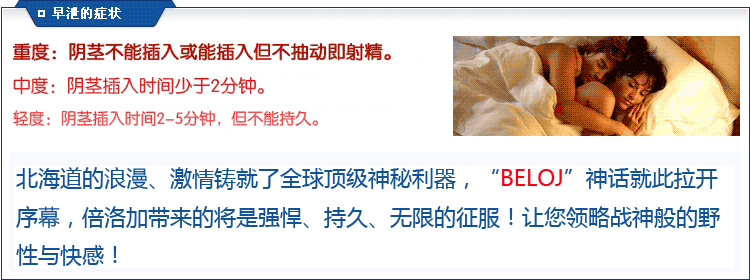 早泄的症状
重度：阴茎不能插入或能插入但不抽动即射精。
中度：阴茎插入时间少于2分钟。
轻度：阴茎插入时间2-5分钟，但不能持久。
北海道的浪漫、激情铸就了全球顶级神秘利器，“BELOJ”神话就此拉开
序幕，倍洛加带来的将是强悍、持久、无限的征服！让您领略战神般的野
性与快感！